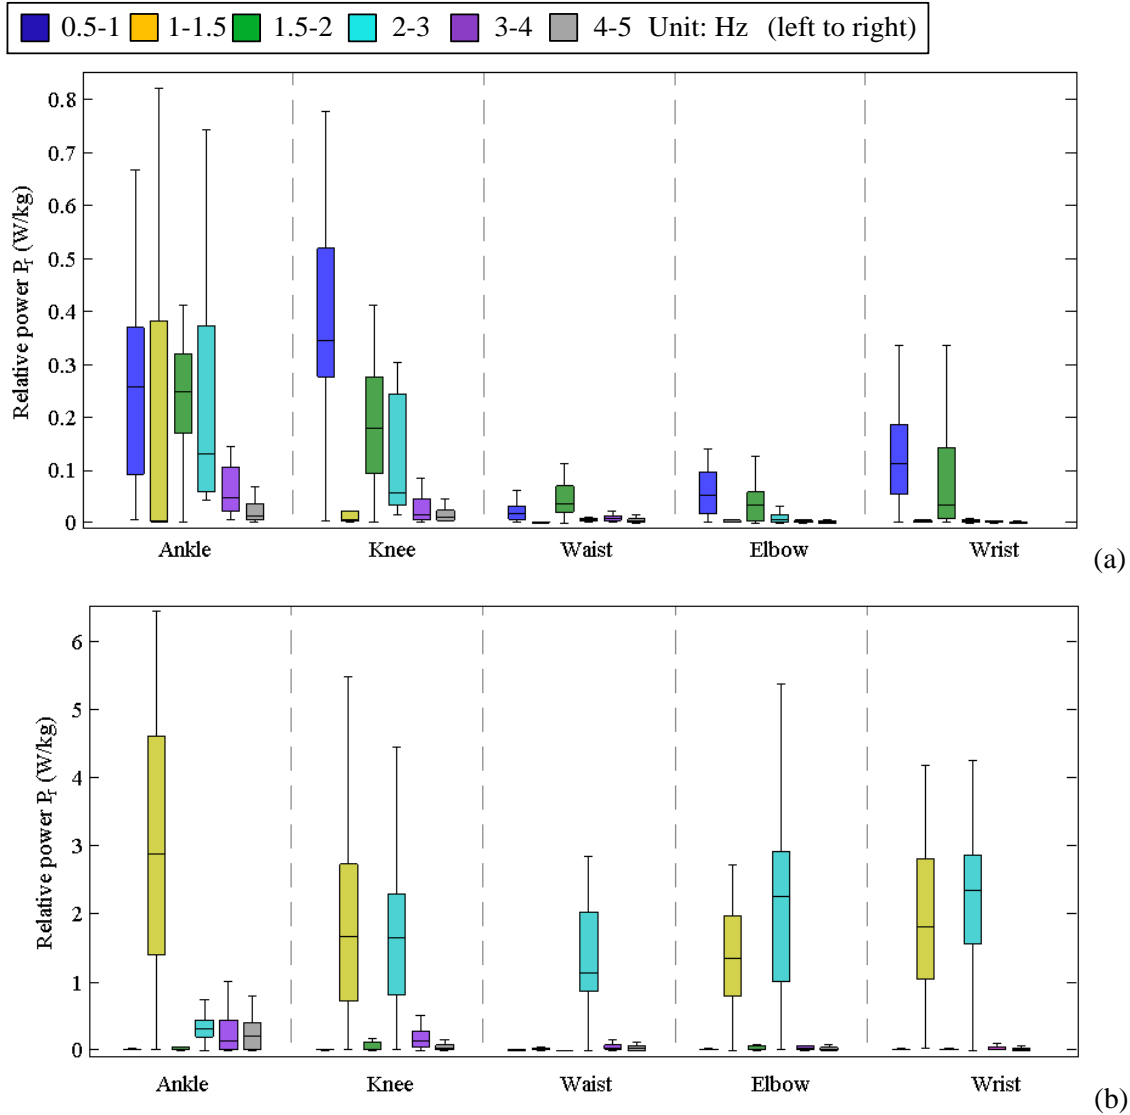 0.5-1 1-1.5 1.5-2 2-3 3-4 4-5 Unit: Hz (left to right)
Relative power Pr (W/kg)
0.8
0.7
0.6
0.5
0.4
0.3
0.2
0.1
0
Ankle Knee Waist Elbow Wrist
(a)
Relative power Pr (W/kg)
6
5
4
3
2
1
0
Ankle Knee Waist Elbow Wrist
(b)